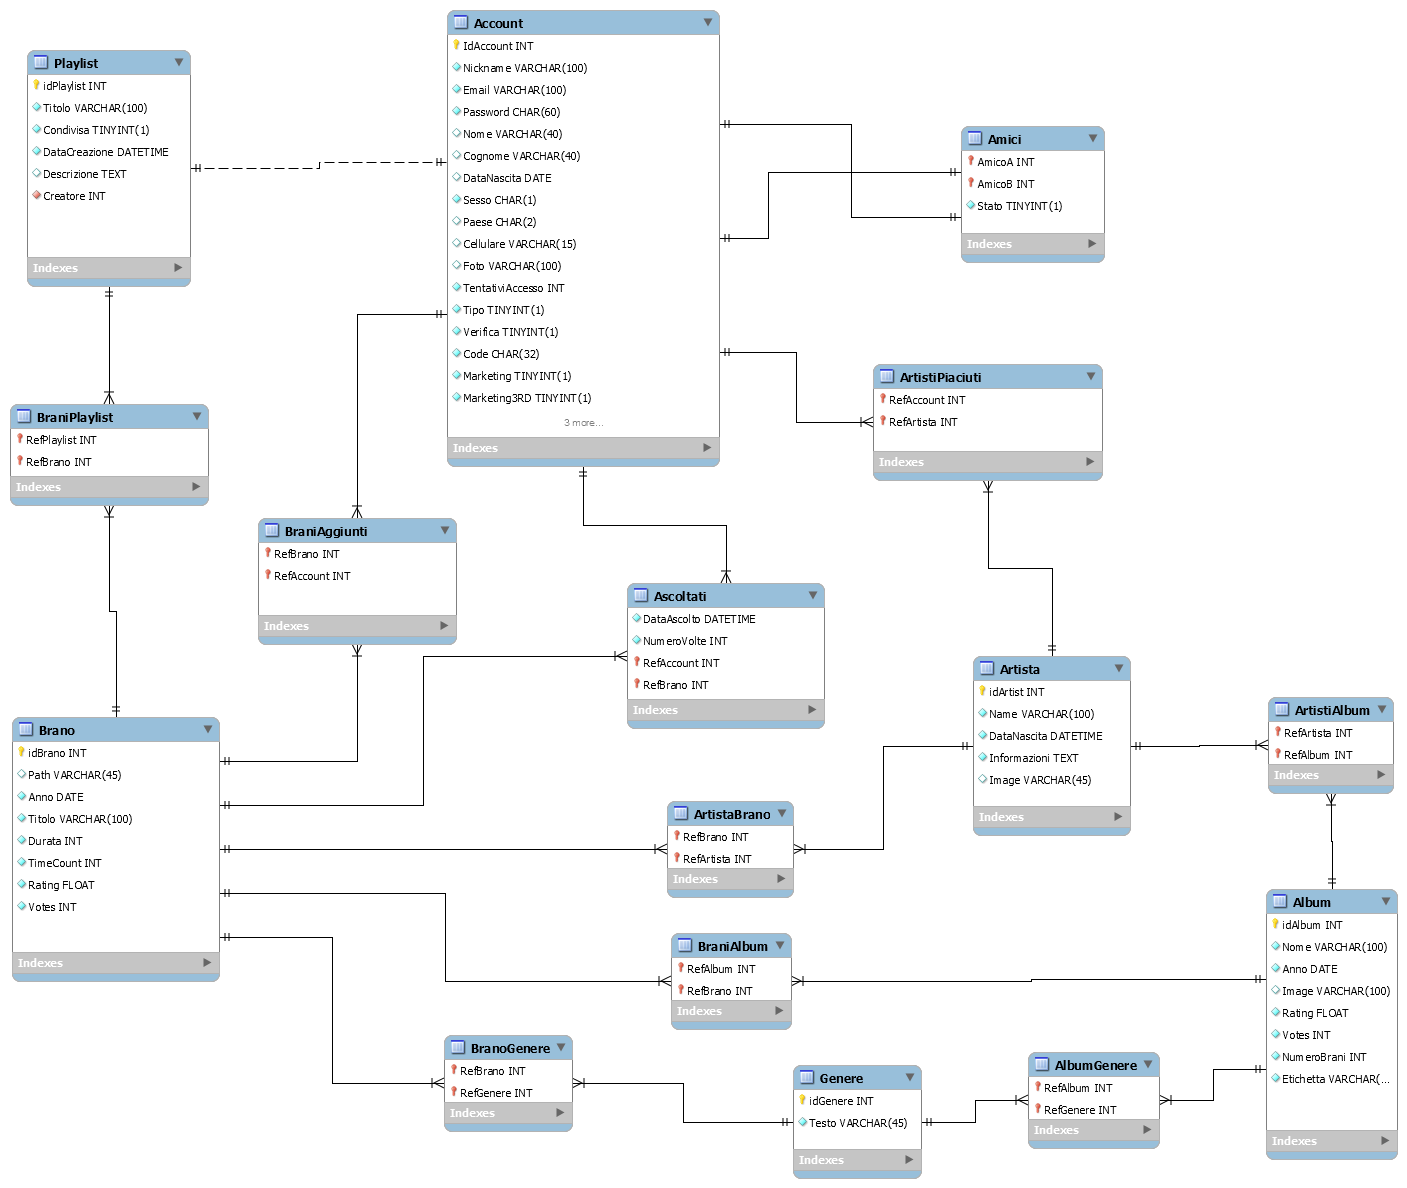 Account
IdAccount INT
Nickname VARCHAR(100)
Email VARCHAR(100)
Password CHAR(60)
Nome VARCHAR(40)
Cognome VARCHAR(40)
DataNascita DATE
Sesso CHAR(1)
Paese CHAR(2)
Cellulare VARCHAR(15)
Foto VARCHAR(100)
TentativiAccesso INT
Tipo TINYINT(1)
Verifica TINYINT(1)
Code CHAR(32)
Marketing TINYINT(1)
Marketing3RD TINYINT(1)
3 more...
Indexes
Playlist
idPlaylist INT
Titolo VARCHAR(100)
Condivisa TINYINT(1)
DataCreazione DATETIME
Descrizione TEXT
Creatore INT
Indexes
Amici
AmicoA INT
AmicoB INT
Stato TINYINT(1)
Indexes
ArtistiPiaciuti
RefAccount INT
RefArtista INT
Indexes
BraniPlaylist
RefPlaylist INT
RefBrano INT
Indexes
BraniAggiunti
RefBrano INT
RefAccount INT
Indexes
Ascoltati
DataAscolto DATETIME
NumeroVolte INT
RefAccount INT
RefBrano INT
Indexes
Artista
idArtist INT
Name VARCHAR(100)
DataNascita DATETIME
Informazioni TEXT
Image VARCHAR(45)
Indexes
ArtistiAlbum
RefArtista INT
RefAlbum INT
Indexes
Brano
idBrano INT
Path VARCHAR(45)
Anno DATE
Titolo VARCHAR(100)
Durata INT
TimeCount INT
Rating FLOAT
Votes INT
Indexes
ArtistaBrano
RefBrano INT
RefArtista INT
Indexes
Album
idAlbum INT
Nome VARCHAR(100)
Anno DATE
Image VARCHAR(100)
Rating FLOAT
Votes INT
NumeroBrani INT
Etichetta VARCHAR(...
Indexes
BraniAlbum
RefAlbum INT
RefBrano INT
Indexes
BranoGenere
RefBrano INT
RefGenere INT
Indexes
Genere
idGenere INT
Testo VARCHAR(45)
Indexes
AlbumGenere
RefAlbum INT
RefGenere INT
Indexes